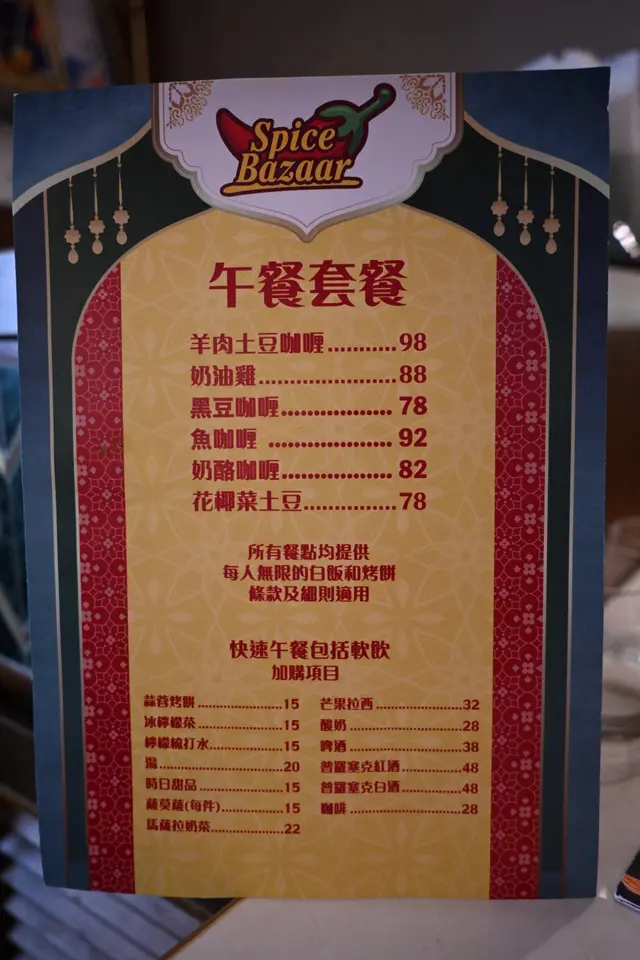 Spice
Bazaar
午餐套餐
羊肉土豆咖喱...........98
奶油雞......................88
黑豆咖喱.................. 78
魚咖喱 .................... 92
奶酪咖喱.................. 82
花椰菜土豆...............78
所有餐點均提供
每人無限的白飯和烤餅
條款及細則適用
快速午餐包括軟飲
加購項目
蒜蓉烤餅........................15
冰檸檬茶........................15
檸檬梳打水.....................15
湯...................................20
時日甜品........................15
薩莫薩(每件)..................15
馬薩拉奶茶.....................22
芒果拉西........................32
酸奶................................28
啤酒................................38
普羅塞克紅酒..................48
普羅塞克白酒..................48
咖啡................................28